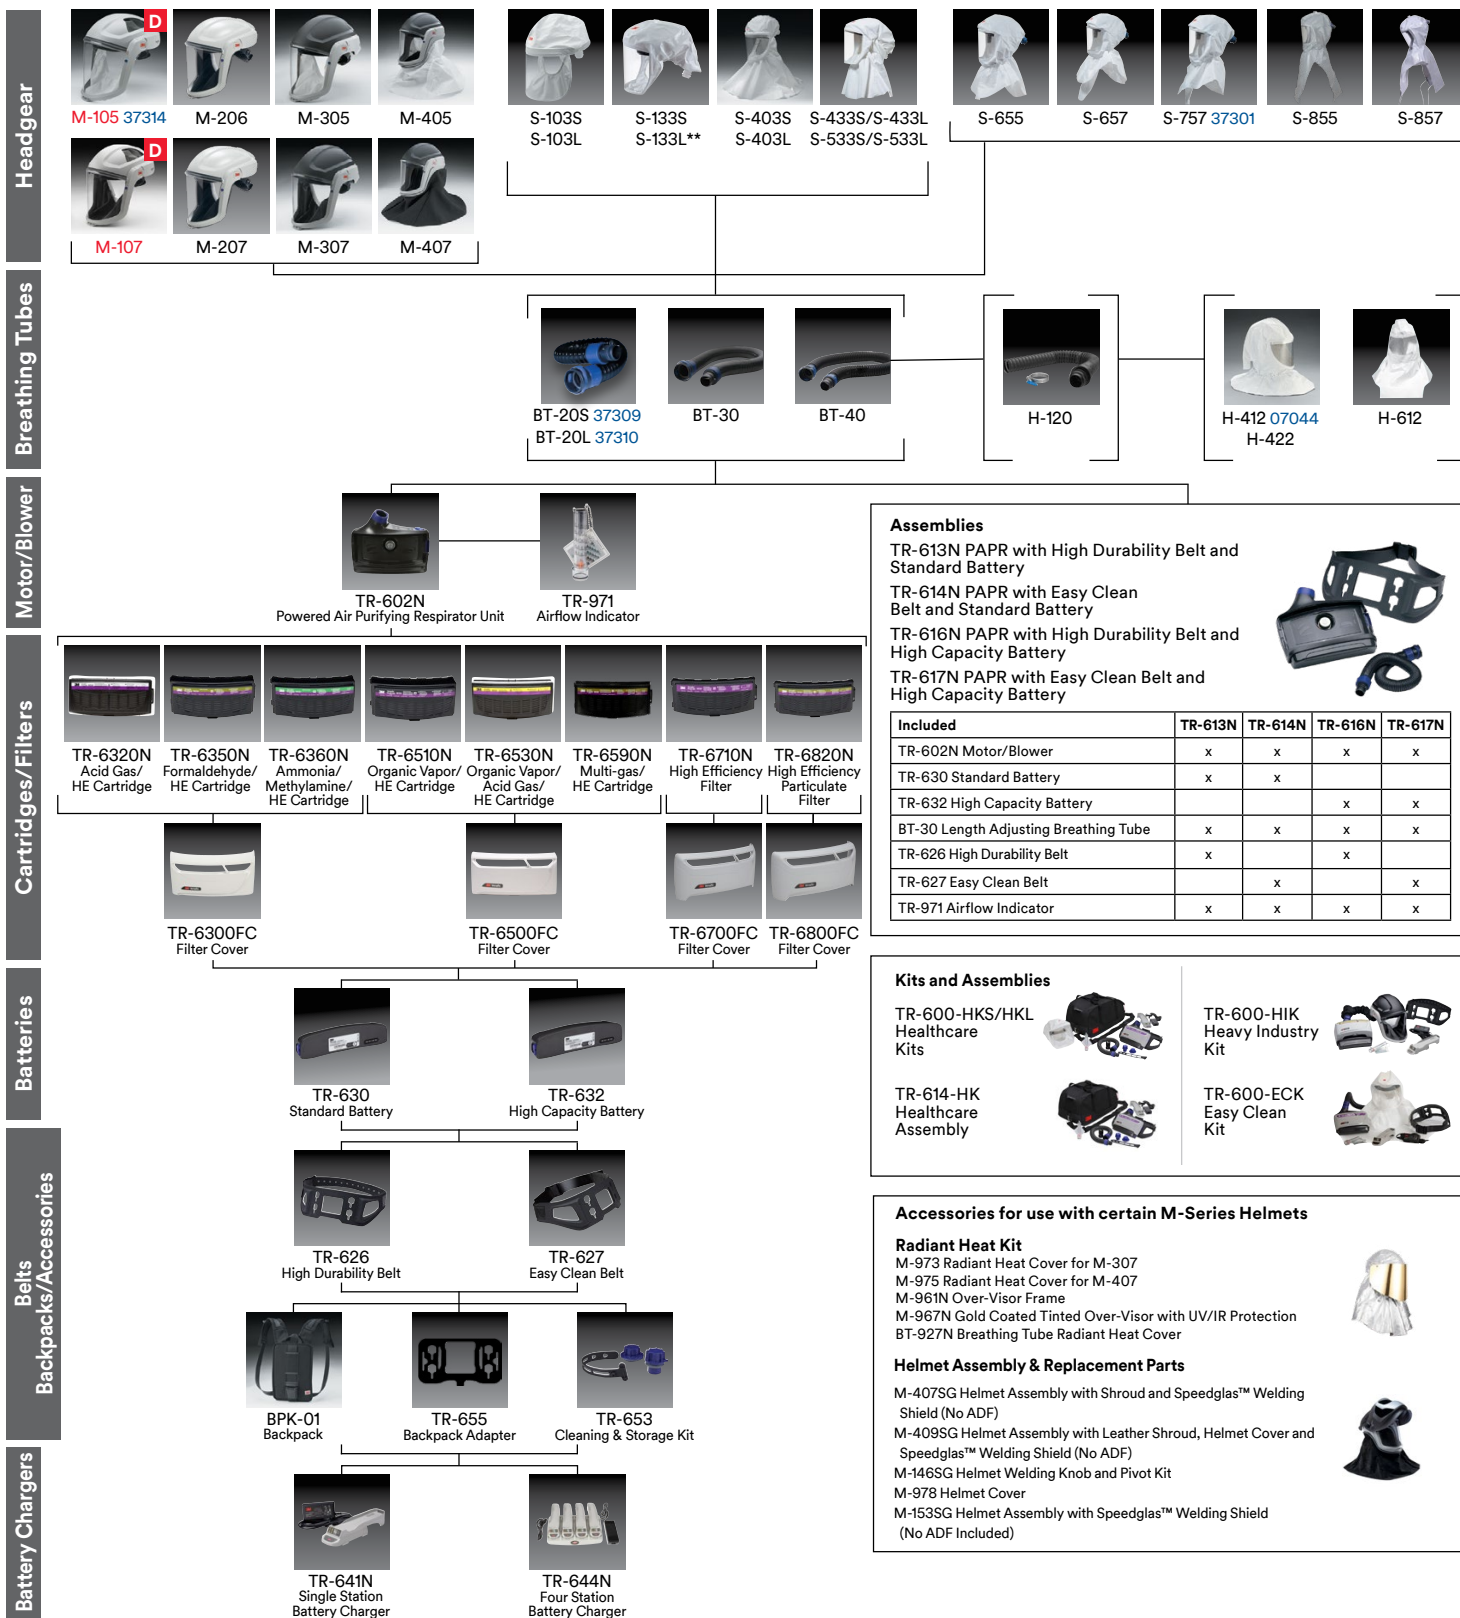 Headgear
D
D
M-105 37314
M-206
M-305
M-405
M-107
M-207
M-307
M-407
S-103S
S-103L
S-133S
S-133L**
S-403S
S-403L
S-433S/S-433L
S-533S/S-533L
S-655
S-657
S-757 37301
S-855
S-857
Breathing Tubes
BT-20S 37309
BT-20L 37310
BT-30
BT-40
H-120
H-412 07044
H-422
H-612
Motor/Blower
TR-602N
Powered Air Purifying Respirator Unit
TR-971
Airflow Indicator
Cartridges/Filters
TR-6320N
Acid Gas/
HE Cartridge
TR-6350N
Formaldehyde/
HE Cartridge
TR-6360N
Ammonia/
Methylamine/
HE Cartridge
TR-6510N
Organic Vapor/
HE Cartridge
TR-6530N
Organic Vapor/
Acid Gas/
HE Cartridge
TR-6590N
Multi-gas/
HE Cartridge
TR-6710N
High Efficiency
Filter
TR-6820N
High Efficiency
Particulate
Filter
TR-6300FC
Filter Cover
TR-6500FC
Filter Cover
TR-6700FC
Filter Cover
TR-6800FC
Filter Cover
Batteries
TR-630
Standard Battery
TR-632
High Capacity Battery
Belts
Backpacks/Accessories
TR-626
High Durability Belt
TR-627
Easy Clean Belt
BPK-01
Backpack
TR-655
Backpack Adapter
TR-653
Cleaning & Storage Kit
Battery Chargers
TR-641N
Single Station
Battery Charger
TR-644N
Four Station
Battery Charger
Assemblies
TR-613N PAPR with High Durability Belt and
Standard Battery
TR-614N PAPR with Easy Clean
Belt and Standard Battery
TR-616N PAPR with High Durability Belt and
High Capacity Battery
TR-617N PAPR with Easy Clean Belt and
High Capacity Battery
Included TR-613N TR-614N TR-616N TR-617N
TR-602N Motor/Blower x x x x
TR-630 Standard Battery x x
TR-632 High Capacity Battery x x
BT-30 Length Adjusting Breathing Tube x x x x
TR-626 High Durability Belt x x
TR-627 Easy Clean Belt x x
TR-971 Airflow Indicator x x x x
Kits and Assemblies
TR-600-HKS/HKL
Healthcare
Kits
TR-614-HK
Healthcare
Assembly
TR-600-HIK
Heavy Industry
Kit
TR-600-ECK
Easy Clean
Kit
Accessories for use with certain M-Series Helmets
Radiant Heat Kit
M-973 Radiant Heat Cover for M-307
M-975 Radiant Heat Cover for M-407
M-961N Over-Visor Frame
M-967N Gold Coated Tinted Over-Visor with UV/IR Protection
BT-927N Breathing Tube Radiant Heat Cover
Helmet Assembly & Replacement Parts
M-407SG Helmet Assembly with Shroud and Speedglas™ Welding
Shield (No ADF)
M-409SG Helmet Assembly with Leather Shroud, Helmet Cover and
Speedglas™ Welding Shield (No ADF)
M-146SG Helmet Welding Knob and Pivot Kit
M-978 Helmet Cover
M-153SG Helmet Assembly with Speedglas™ Welding Shield
(No ADF Included)